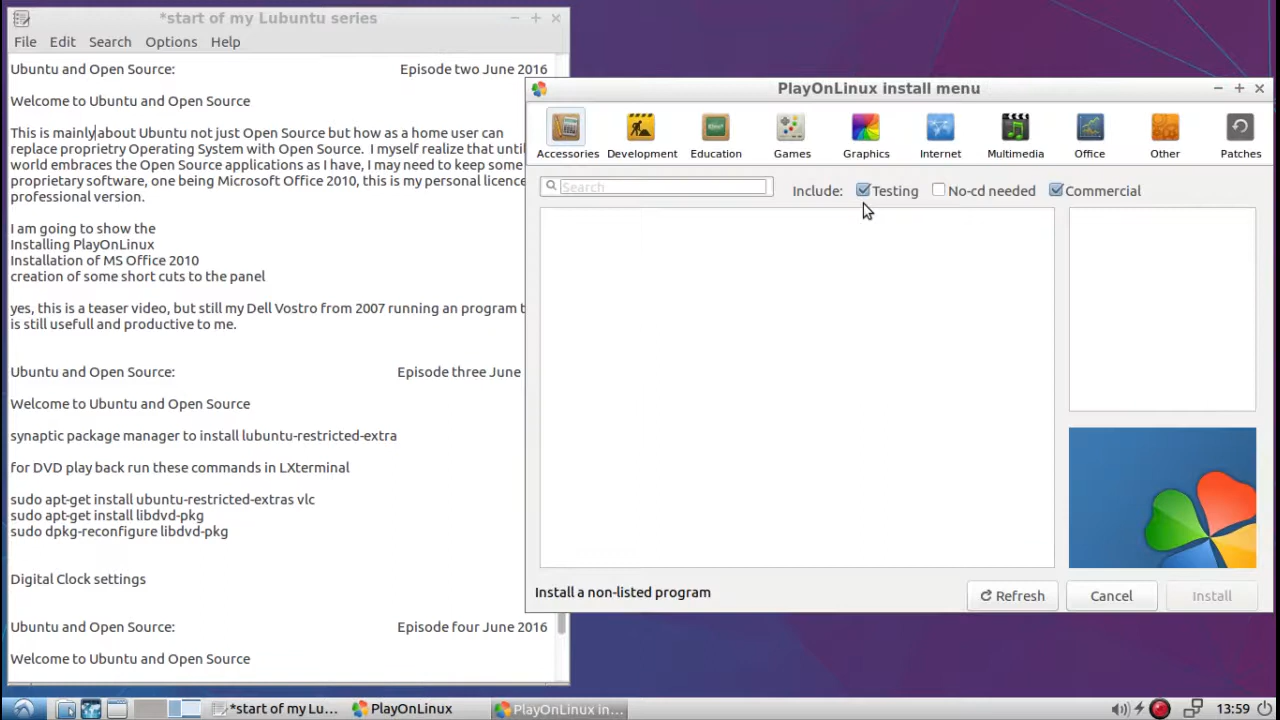 *start of my Lubuntu series
File Edit Search Options Help
Ubuntu and Open Source: Episode two June 2016
Welcome to Ubuntu and Open Source
This is mainly about Ubuntu not just Open Source but how as a home user can
replace proprietry Operating System with Open Source. I myself realize that until
world embraces the Open Source applications as I have, I may need to keep some
proprietary software, one being Microsoft Office 2010, this is my personal licence
professional version.
I am going to show the
Installing PlayOnLinux
Installation of MS Office 2010
creation of some short cuts to the panel
yes, this is a teaser video, but still my Dell Vostro from 2007 running an program
is still usefull and productive to me.
Ubuntu and Open Source: Episode three June
Welcome to Ubuntu and Open Source
synaptic package manager to install lubuntu-restricted-extra
for DVD play back run these commands in LXterminal
sudo apt-get install ubuntu-restricted-extras vlc
sudo apt-get install libdvd-pkg
sudo dpkg-reconfigure libdvd-pkg
Digital Clock settings
Ubuntu and Open Source: Episode four June 2016
Welcome to Ubuntu and Open Source
PlayOnLinux install menu
Accessories Development Education Games Graphics Internet Multimedia Office Other Patches
Search Include: Testing No-cd needed Commercial
Install a non-listed program
Refresh Cancel Install
*start of my Lu... PlayOnLinux PlayOnLinux in... 13:59